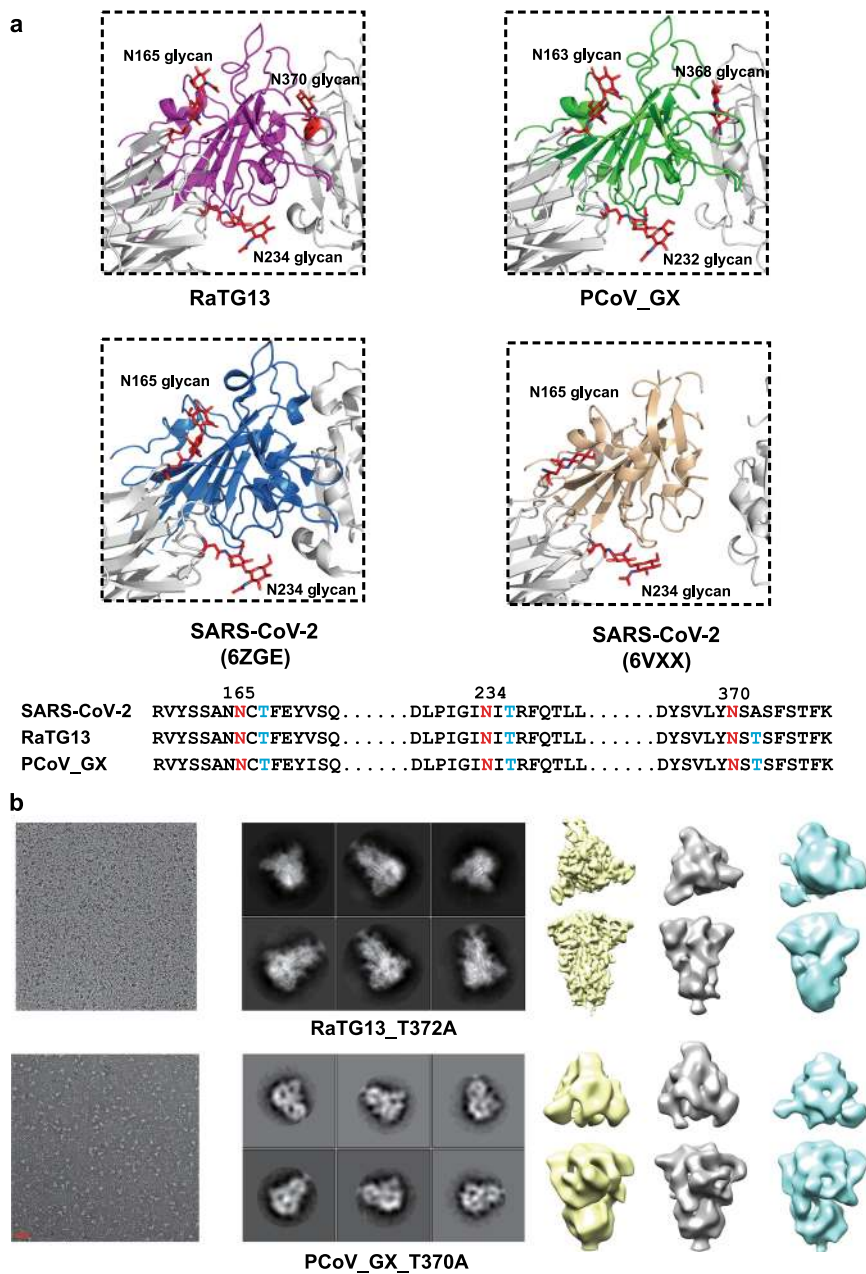 a
N165 glycan
N370 glycan
N234 glycan
RaTG13
N163 glycan
N368 glycan
N232 glycan
PCoV_GX
N165 glycan
N234 glycan
SARS-CoV-2
(6ZGE)
N165 glycan
N234 glycan
SARS-CoV-2
(6VXX)
165 234 370
SARS-CoV-2 RVYSSANNCTFEYVSQ......DLPIGINITRFQTLL......DYSVLYNSASFSTFK
RaTG13 RVYSSANNCTFEYVSQ......DLPIGINITRFQTLL......DYSVLYNSTSFSTFK
PCoV_GX RVYSSANNCTFEYISQ......DLPIGINITRFQTLL......DYSVLYNSTSFSTFK
b
RaTG13_T372A
PCoV_GX_T370A